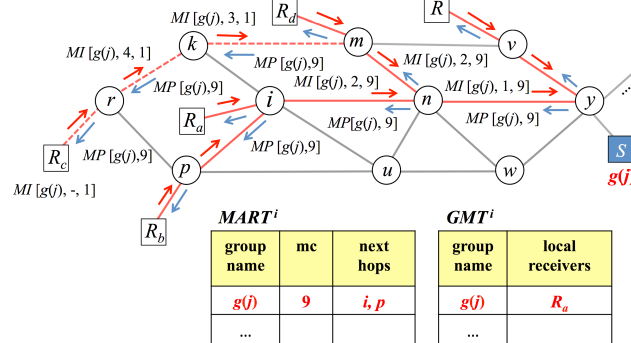 MI [g(j), 3, 1]
R_d
R
k
m
v
MI [g(j), 4, 1]
MP [g(j),9]
MI [g(j), 2, 9]
MP [g(j),9]
MI [g(j), 2, 9]
MI [g(j), 1, 9]
...
r
i
n
y
R_a
MP[g(j), 9]
MP [g(j), 9]
R_c
MP [g(j),9]
MP [g(j),9]
S
p
u
w
g(j)
MI [g(j), -, 1]
R_b
MART^i
GMT^i
group name
mc
next hops
group name
local receivers
g(j)
9
i, p
g(j)
R_a
...
...